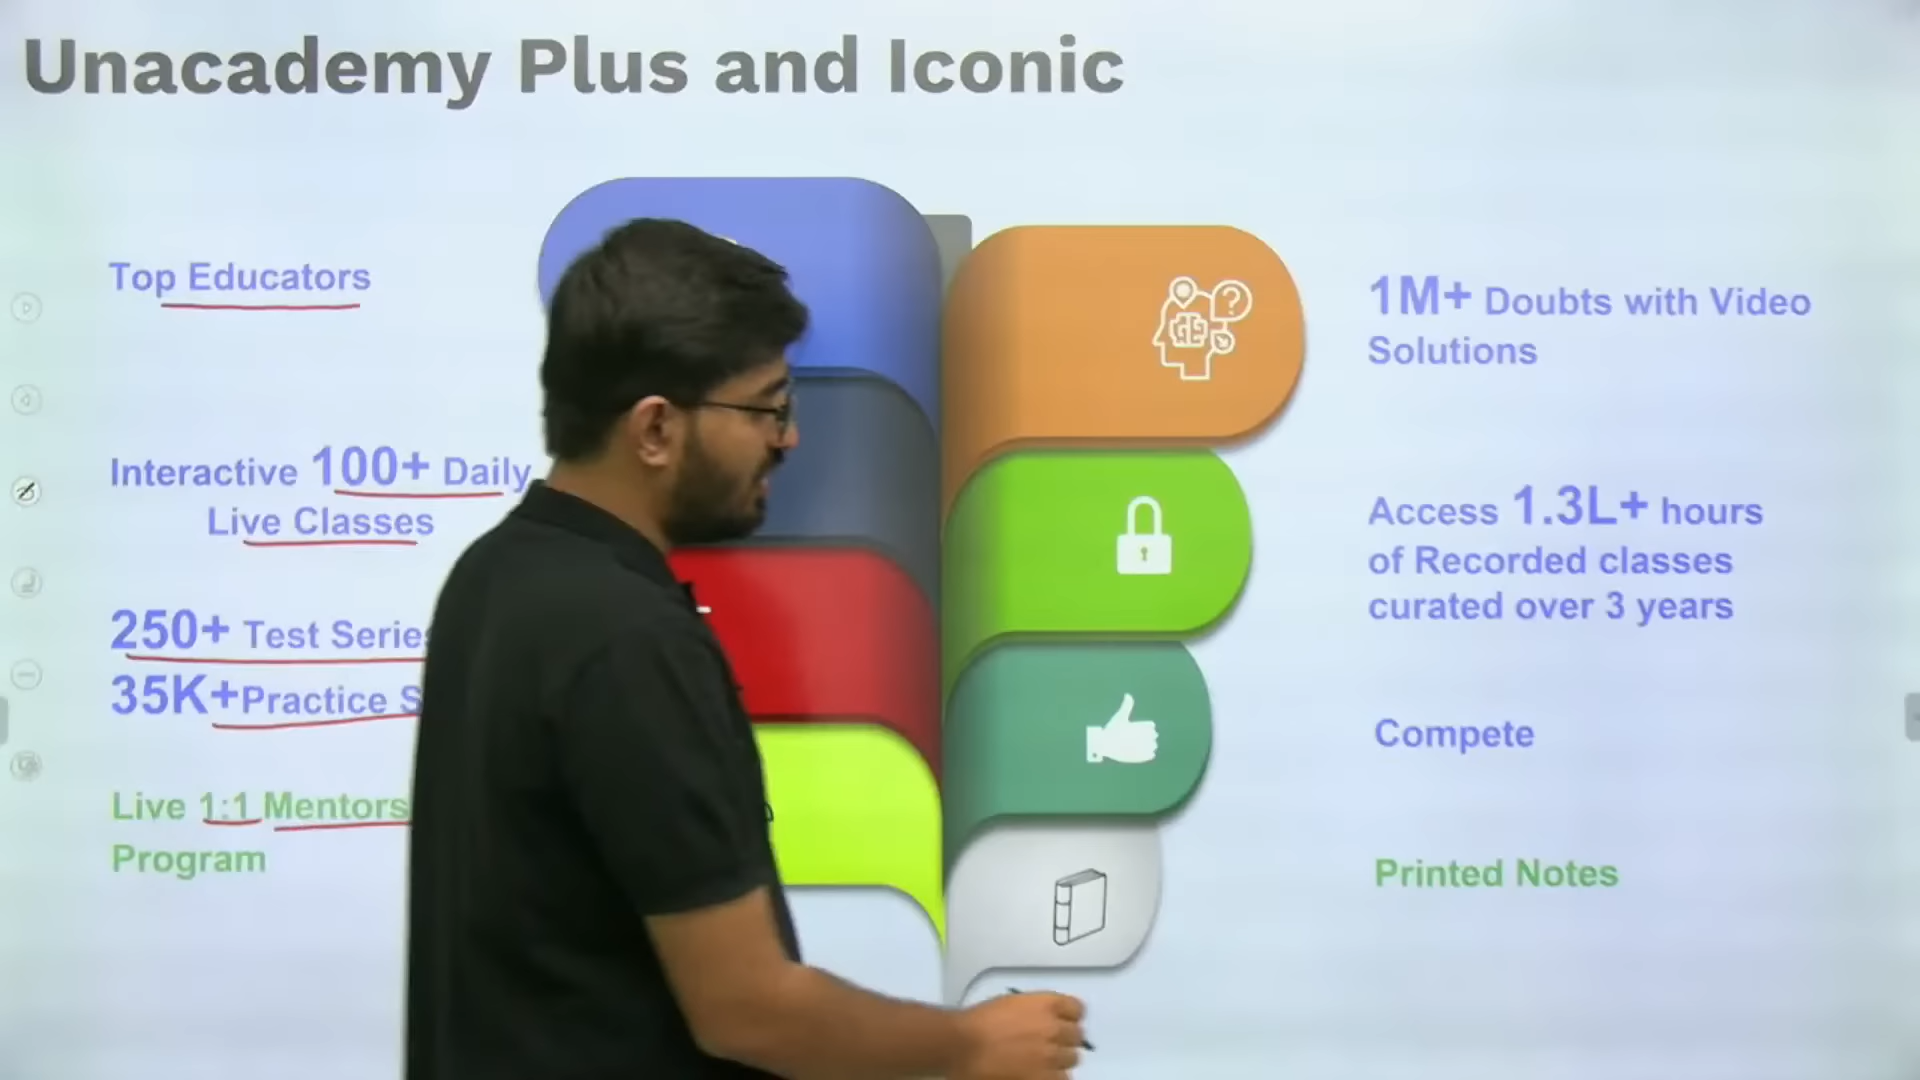 Unacademy Plus and Iconic
Top Educators
Interactive 100+ Daily
Live Classes
250+ Test Series
35K+Practice
Live 1:1 Mentors
Program
1M+ Doubts with Video
Solutions
Access 1.3L+ hours
of Recorded classes
curated over 3 years
Compete
Printed Notes